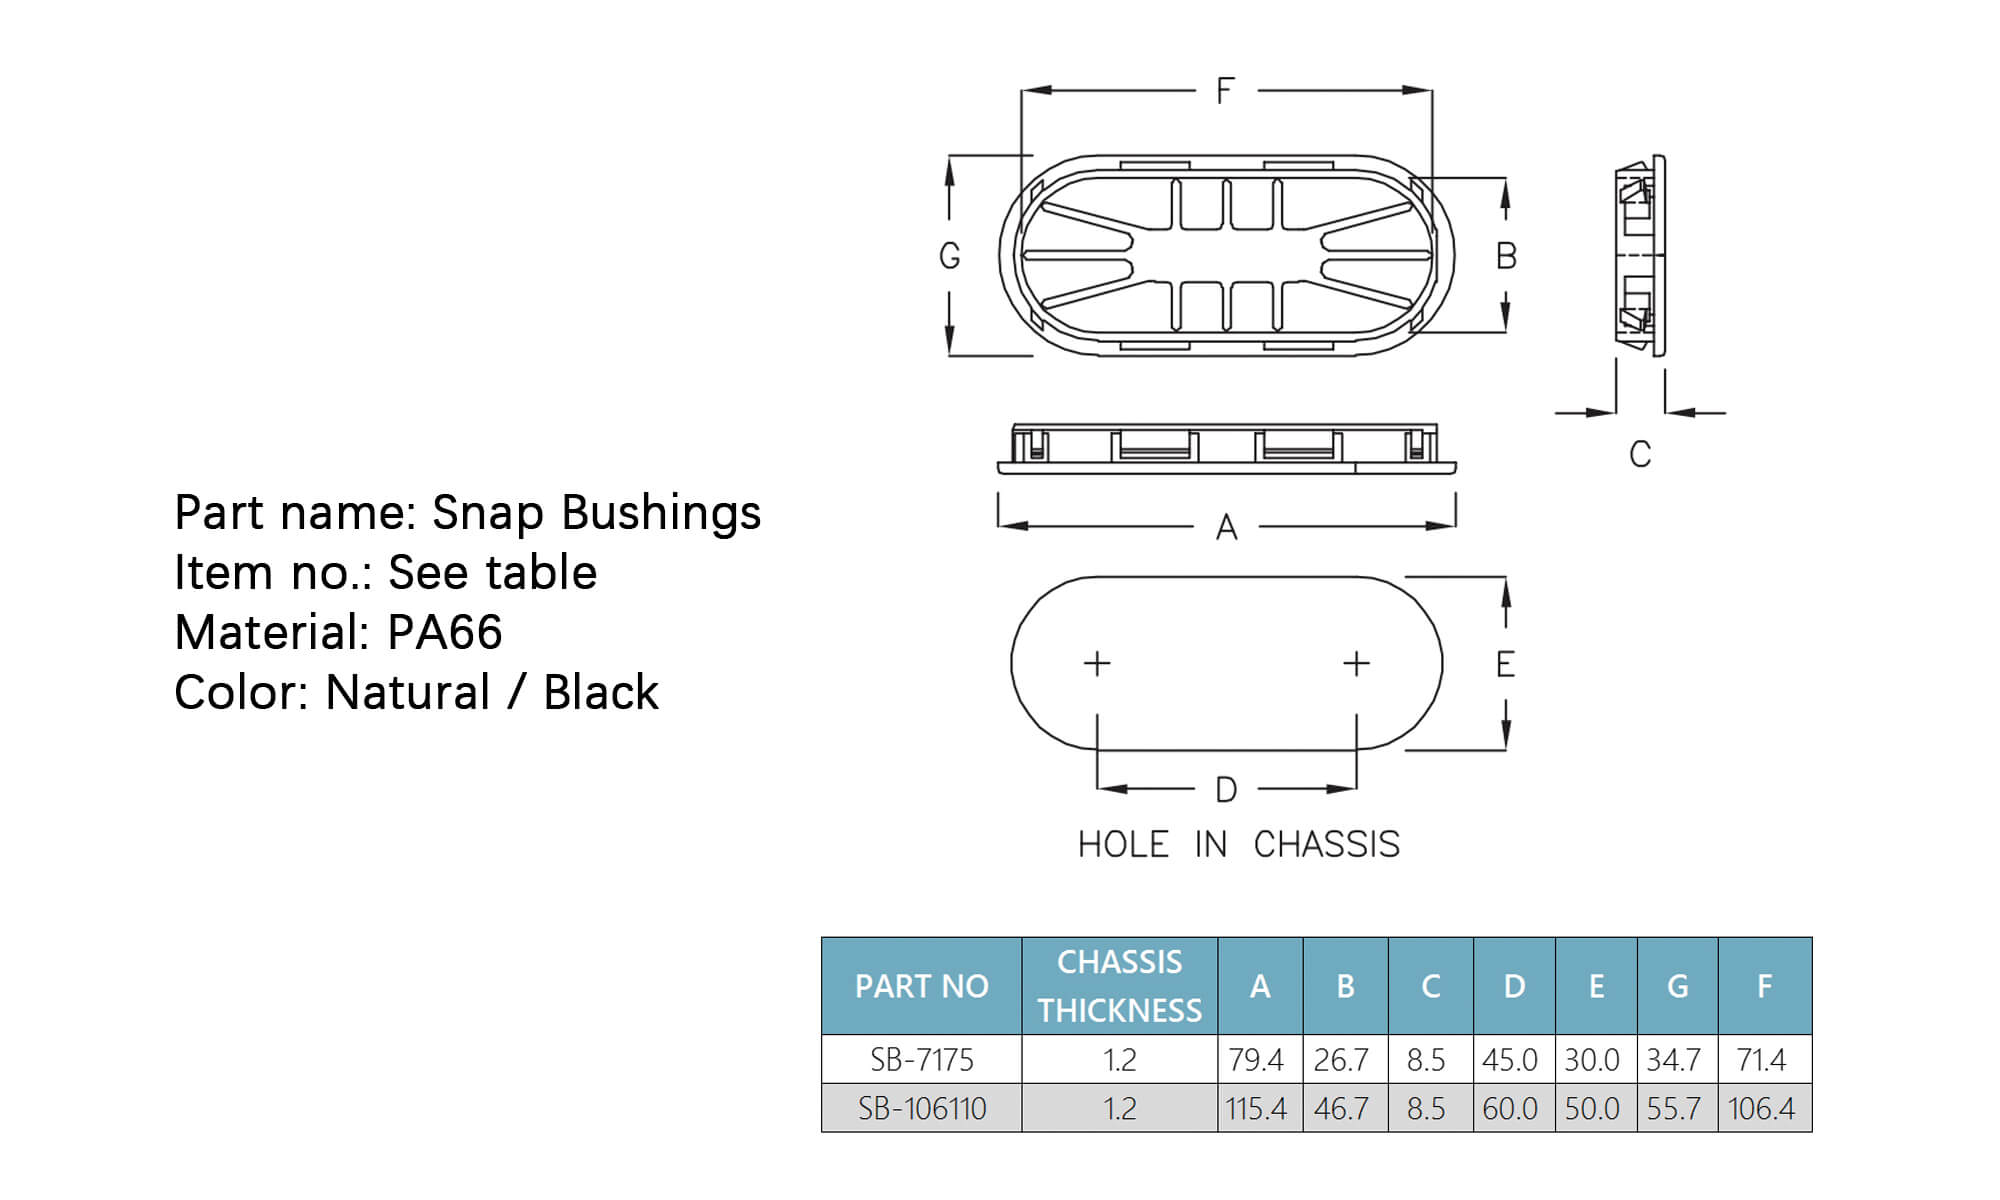 F
G
B
C
A
E
D
HOLE IN CHASSIS
Part name: Snap Bushings
Item no.: See table
Material: PA66
Color: Natural / Black
PART NO CHASSIS THICKNESS A B C D E G F
SB-7175 1.2 79.4 26.7 8.5 45.0 30.0 34.7 71.4
SB-106110 1.2 115.4 46.7 8.5 60.0 50.0 55.7 106.4